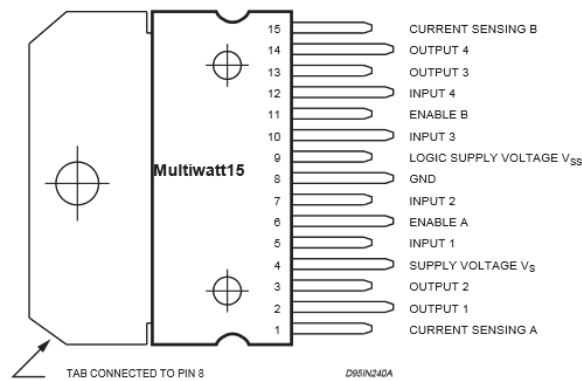 15 CURRENT SENSING B
14 OUTPUT 4
13 OUTPUT 3
12 INPUT 4
11 ENABLE B
10 INPUT 3
9 LOGIC SUPPLY VOLTAGE VSS
8 GND
Multiwatt15
7 INPUT 2
6 ENABLE A
5 INPUT 1
4 SUPPLY VOLTAGE VS
3 OUTPUT 2
2 OUTPUT 1
1 CURRENT SENSING A
TAB CONNECTED TO PIN 8
D95IN240A